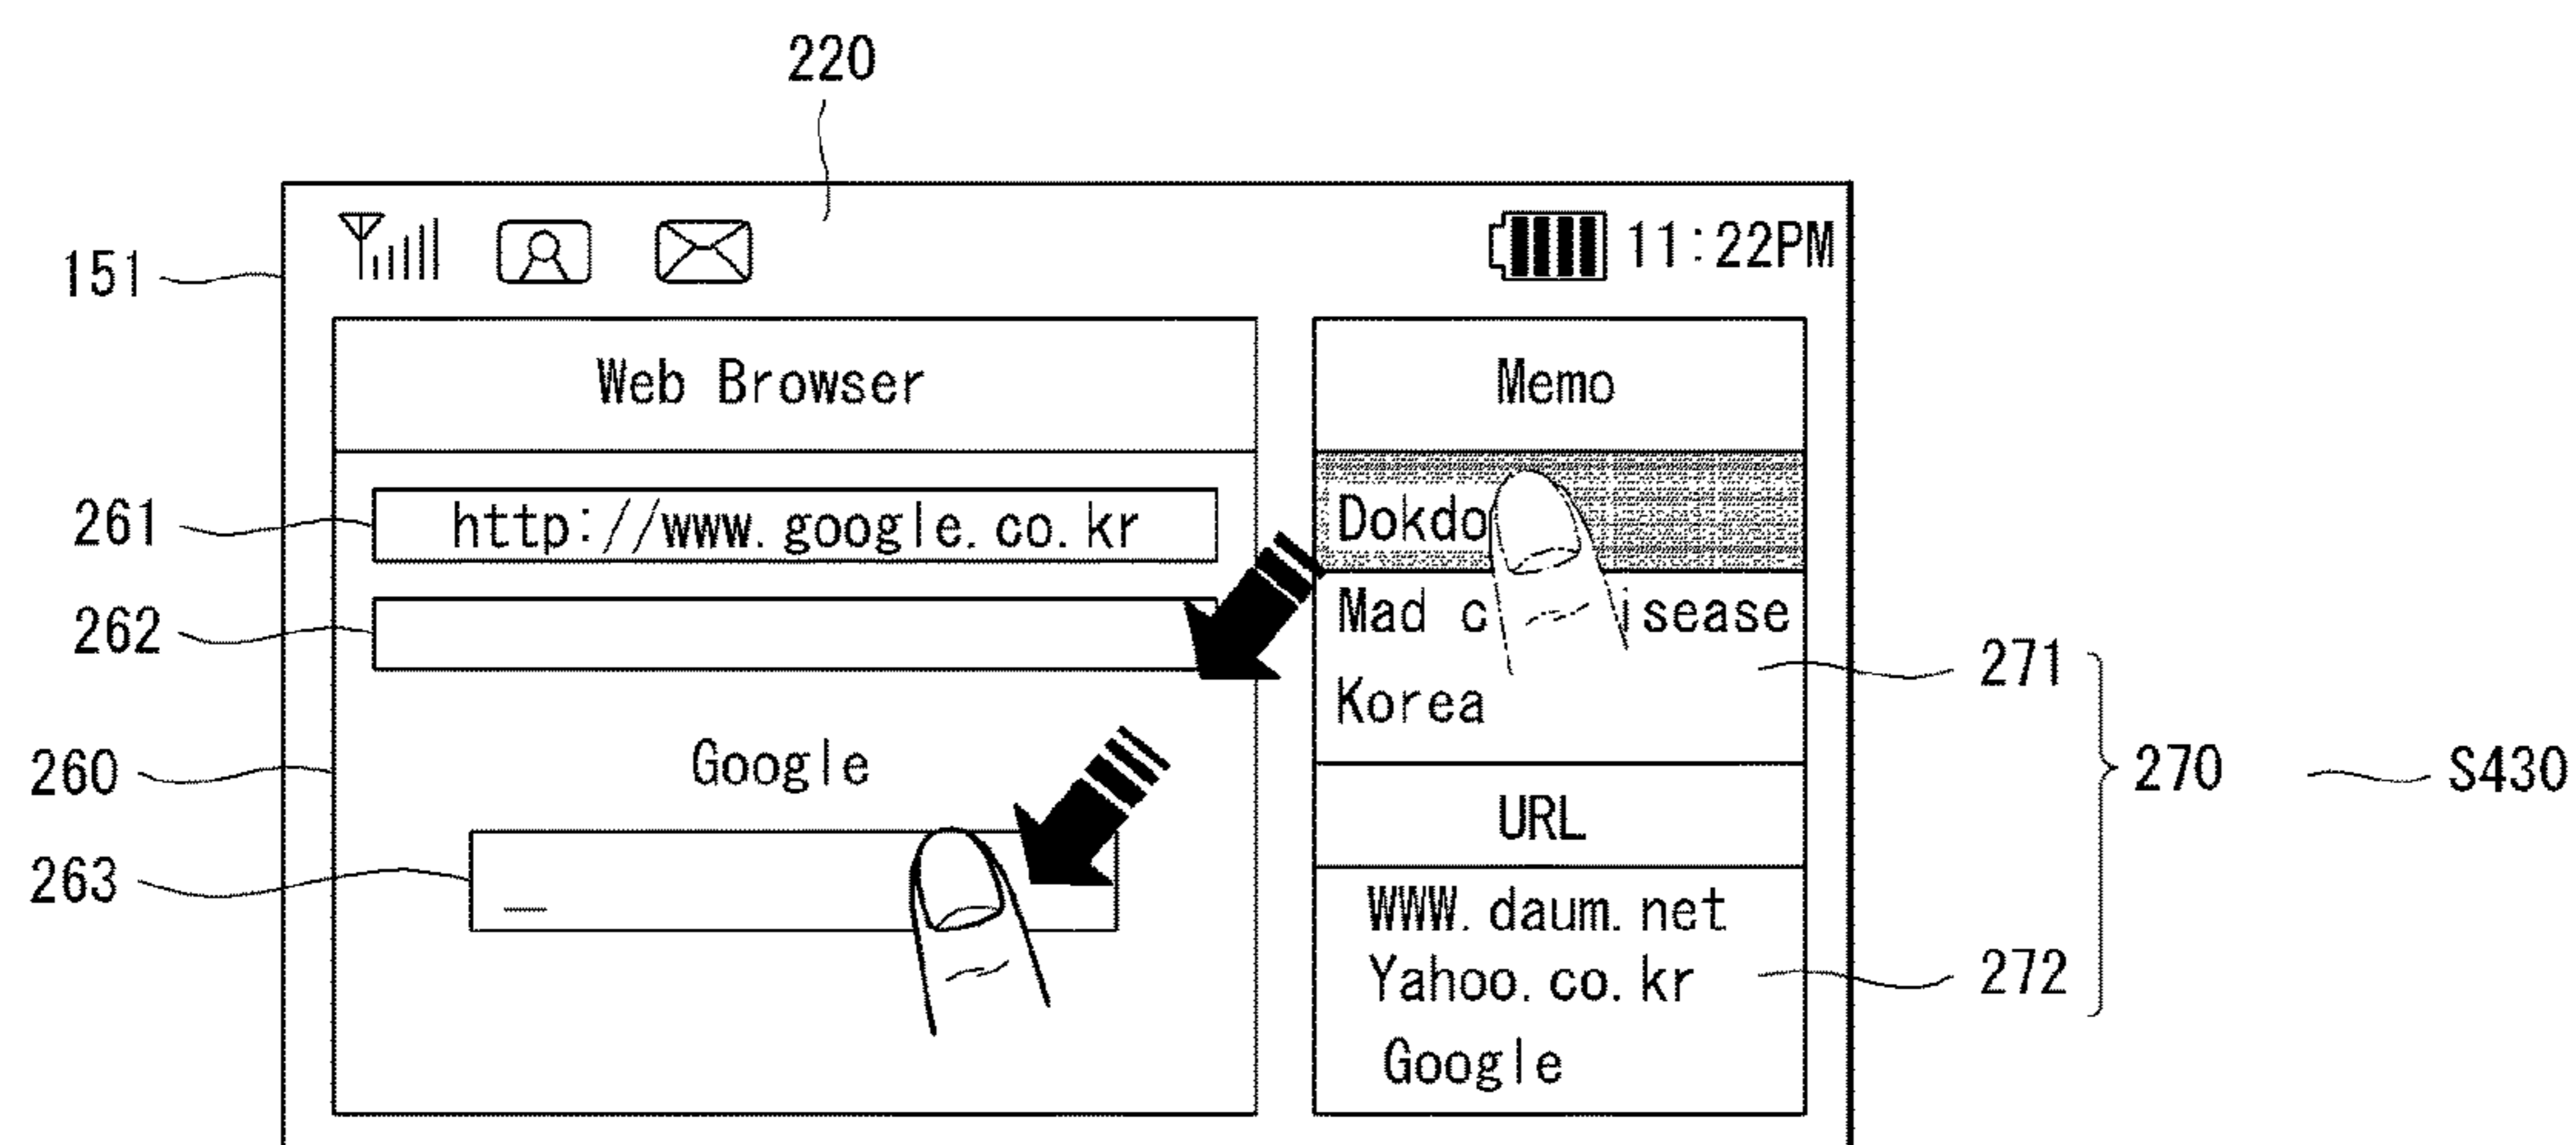 220
151
11:22PM
Web Browser
Memo
261
http://www.google.co.kr
Dokdo
262
Mad c isease
271
Korea
260
Google
270
S430
URL
263
WWW.daum.net
Yahoo.co.kr
272
Google